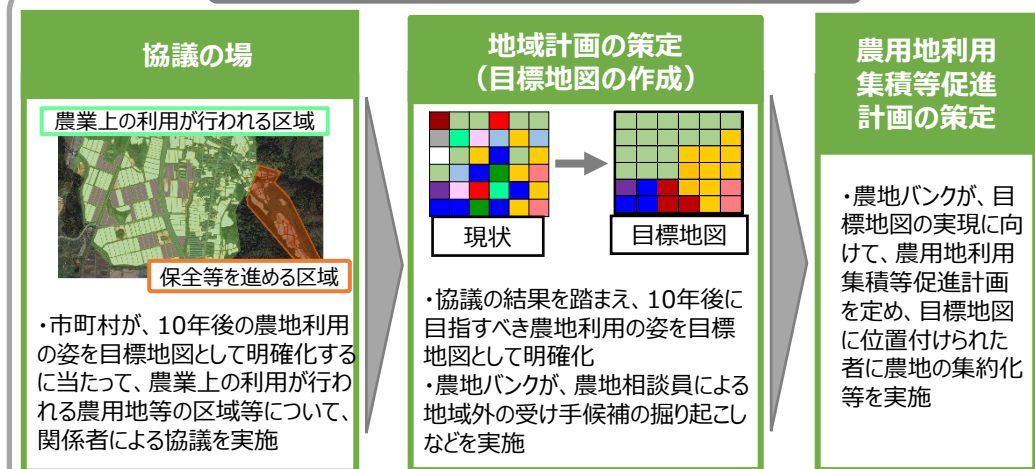 協議の場
農業上の利用が行われる区域
保全等を進める区域
・市町村が、10年後の農地利用
の姿を目標地図として明確化する
に当たって、農業上の利用が行わ
れる農用地等の区域等について、
関係者による協議を実施
地域計画の策定
（目標地図の作成）
現状
目標地図
・協議の結果を踏まえ、10年後に
目指すべき農地利用の姿を目標
地図として明確化
・農地バンクが、農地相談員による
地域外の受け手候補の掘り起こし
などを実施
農用地利用
集積等促進
計画の策定
・農地バンクが、目
標地図の実現に向
けて、農用地利用
集積等促進計画
を定め、目標地図
に位置付けられた
者に農地の集約化
等を実施